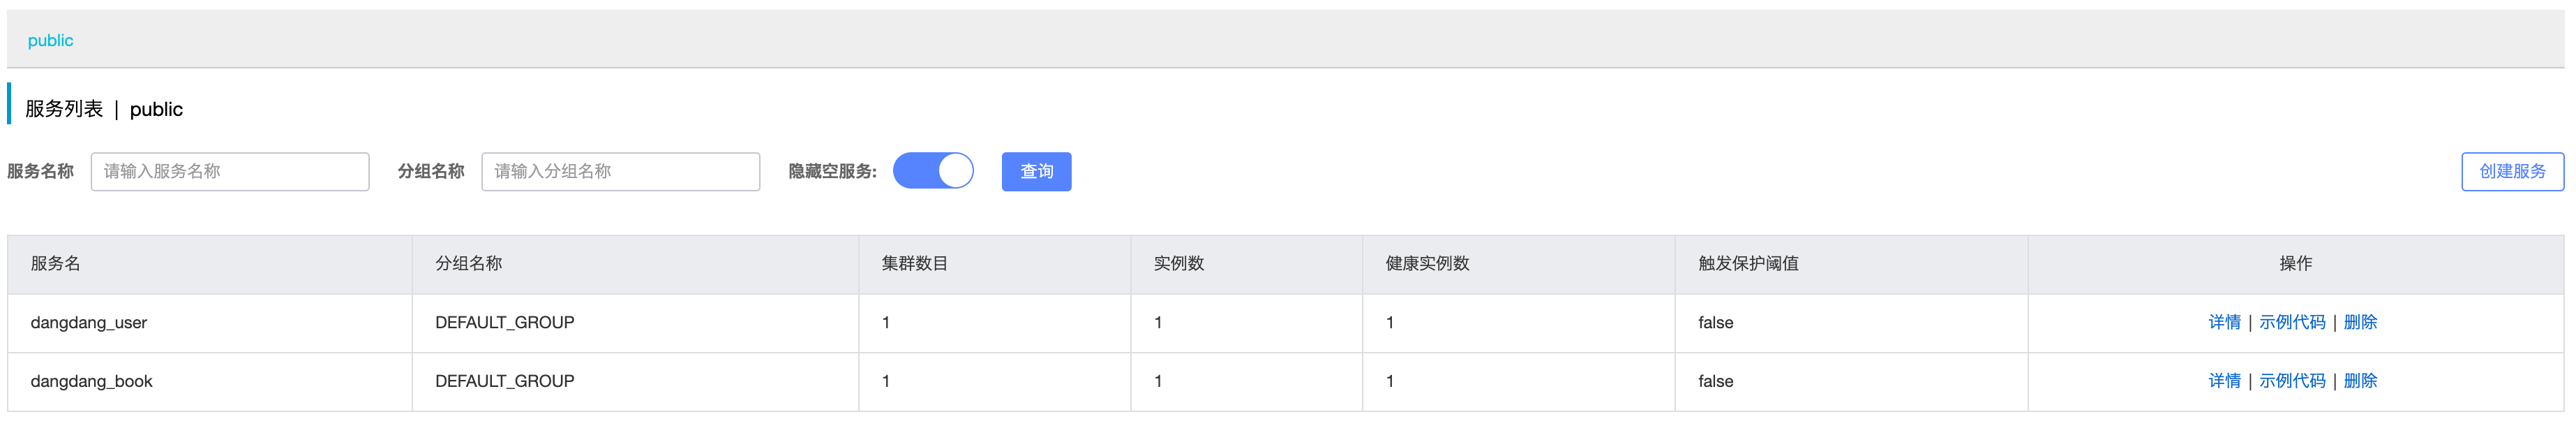 public
服务列表 | public
服务名称 请输入服务名称 分组名称 请输入分组名称 隐藏空服务: 查询 创建服务
服务名 分组名称 集群数目 实例数 健康实例数 触发保护阈值 操作
dangdang_user DEFAULT_GROUP 1 1 1 false 详情 | 示例代码 | 删除
dangdang_book DEFAULT_GROUP 1 1 1 false 详情 | 示例代码 | 删除